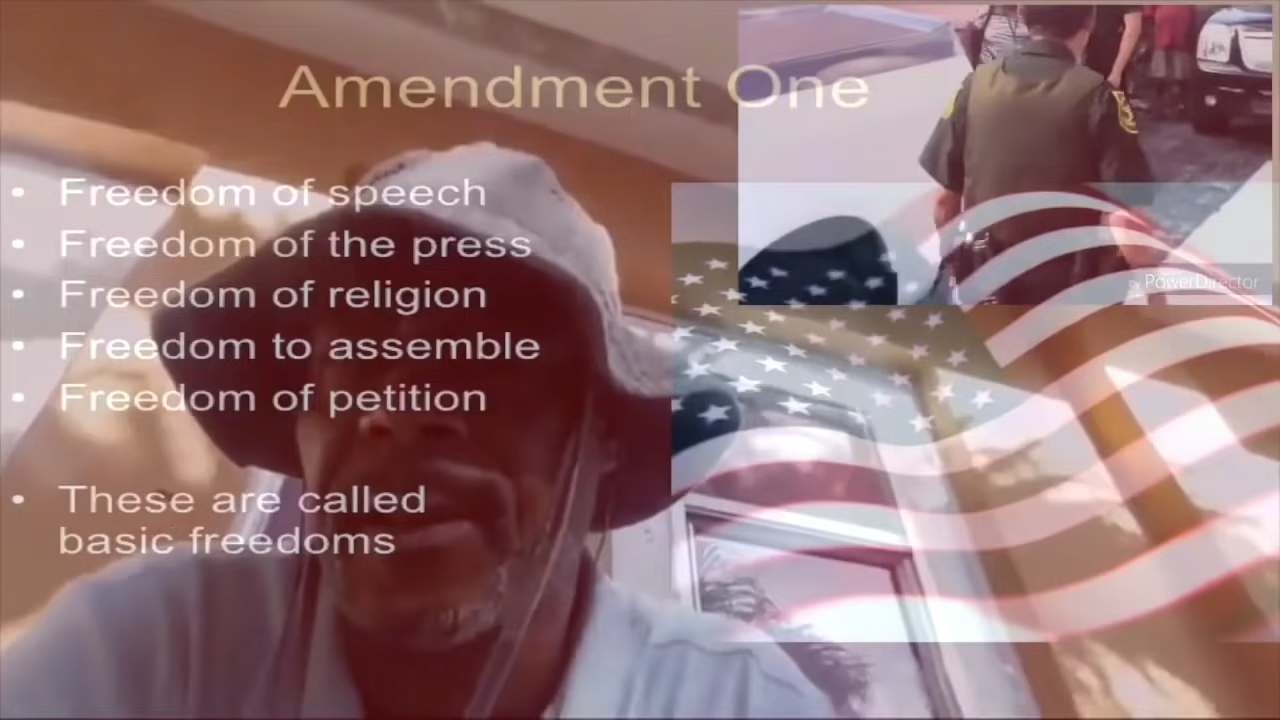 Amendment One
• Freedom of speech
• Freedom of the press
• Freedom of religion
• Freedom to assemble
• Freedom of petition
• These are called
basic freedoms
by PowerDirector